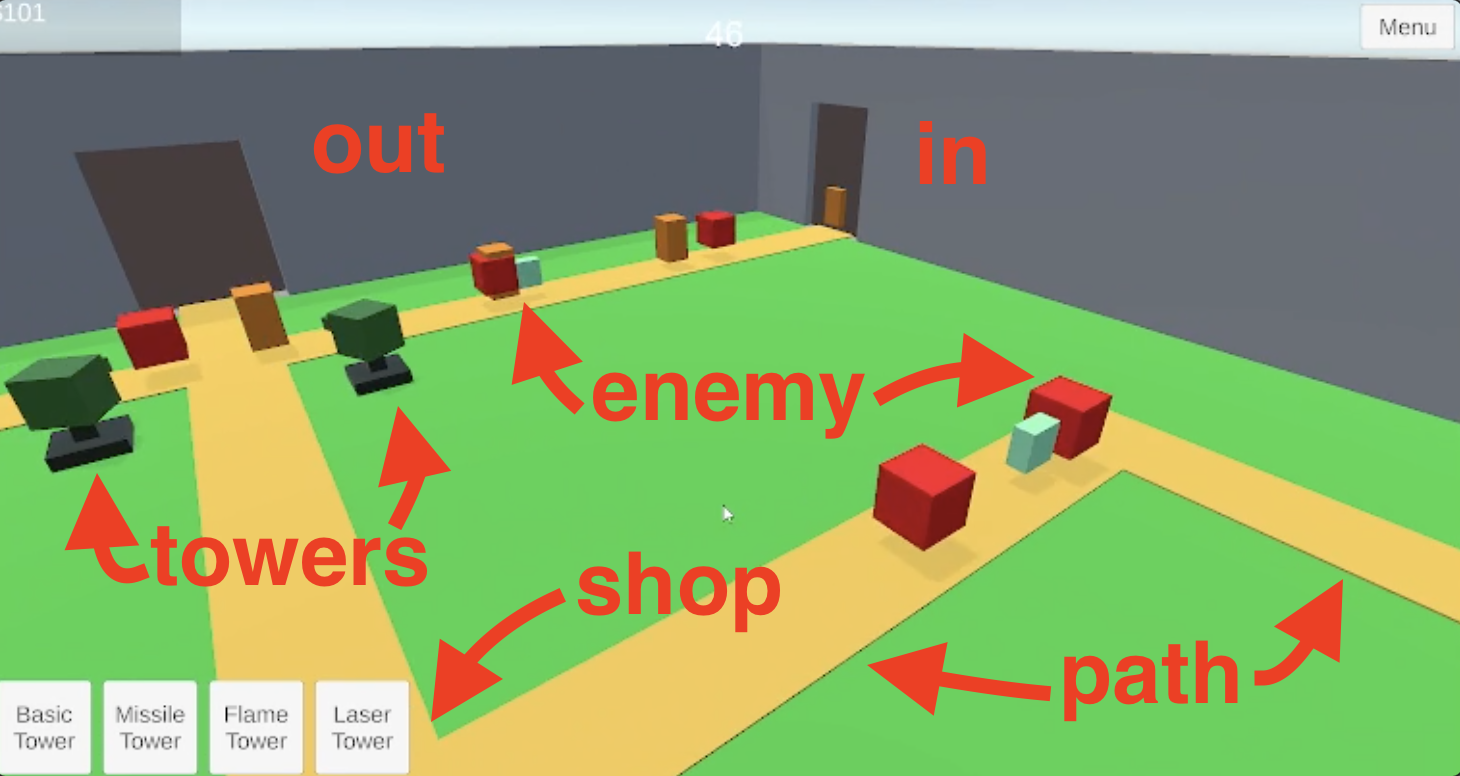 $101
46
Menu
out
in
enemy
towers
shop
path
Basic
Tower
Missile
Tower
Flame
Tower
Laser
Tower